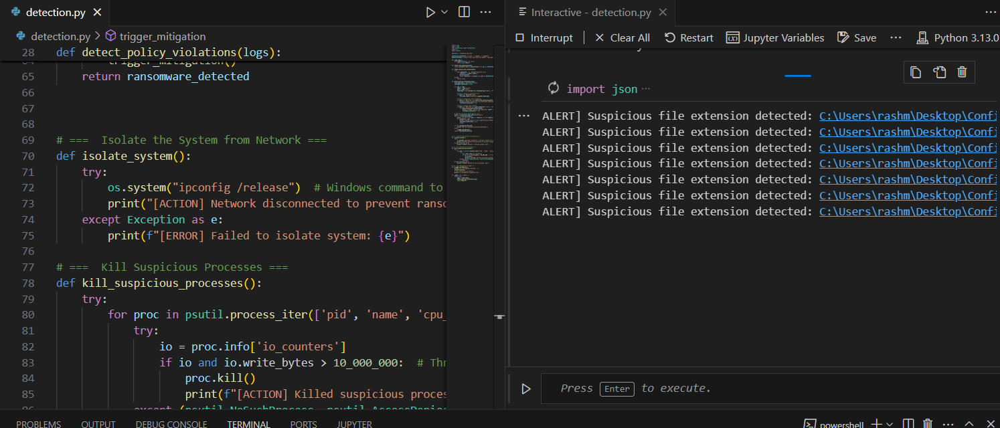 detection.py
Interactive - detection.py
detection.py > trigger_mitigation
Interrupt
Clear All
Restart
Jupyter Variables
Save
Python 3.13.0
28 def detect_policy_violations(logs):
trigger_mitigation()
65 return ransomware_detected
66
67
68
69 # ===  Isolate the System from Network ===
70 def isolate_system():
71 try:
72 os.system("ipconfig /release")  # Windows command to
73 print("[ACTION] Network disconnected to prevent ranso
74 except Exception as e:
75 print(f"[ERROR] Failed to isolate system: {e}")
76
77 # ===  Kill Suspicious Processes ===
78 def kill_suspicious_processes():
79 try:
80 for proc in psutil.process_iter(['pid', 'name', 'cpu_
81 try:
82 io = proc.info['io_counters']
83 if io and io.write_bytes > 10_000_000:  # Thr
84 proc.kill()
85 print(f"[ACTION] Killed suspicious proces
86 except (psutil.NoSuchProcess, psutil.AccessDenied
import json ...
ALERT] Suspicious file extension detected: C:\Users\rashm\Desktop\Confi
ALERT] Suspicious file extension detected: C:\Users\rashm\Desktop\Confi
ALERT] Suspicious file extension detected: C:\Users\rashm\Desktop\Confi
ALERT] Suspicious file extension detected: C:\Users\rashm\Desktop\Confi
ALERT] Suspicious file extension detected: C:\Users\rashm\Desktop\Confi
ALERT] Suspicious file extension detected: C:\Users\rashm\Desktop\Confi
ALERT] Suspicious file extension detected: C:\Users\rashm\Desktop\Confi
Press Enter to execute.
PROBLEMS OUTPUT DEBUG CONSOLE TERMINAL PORTS JUPYTER
powershell